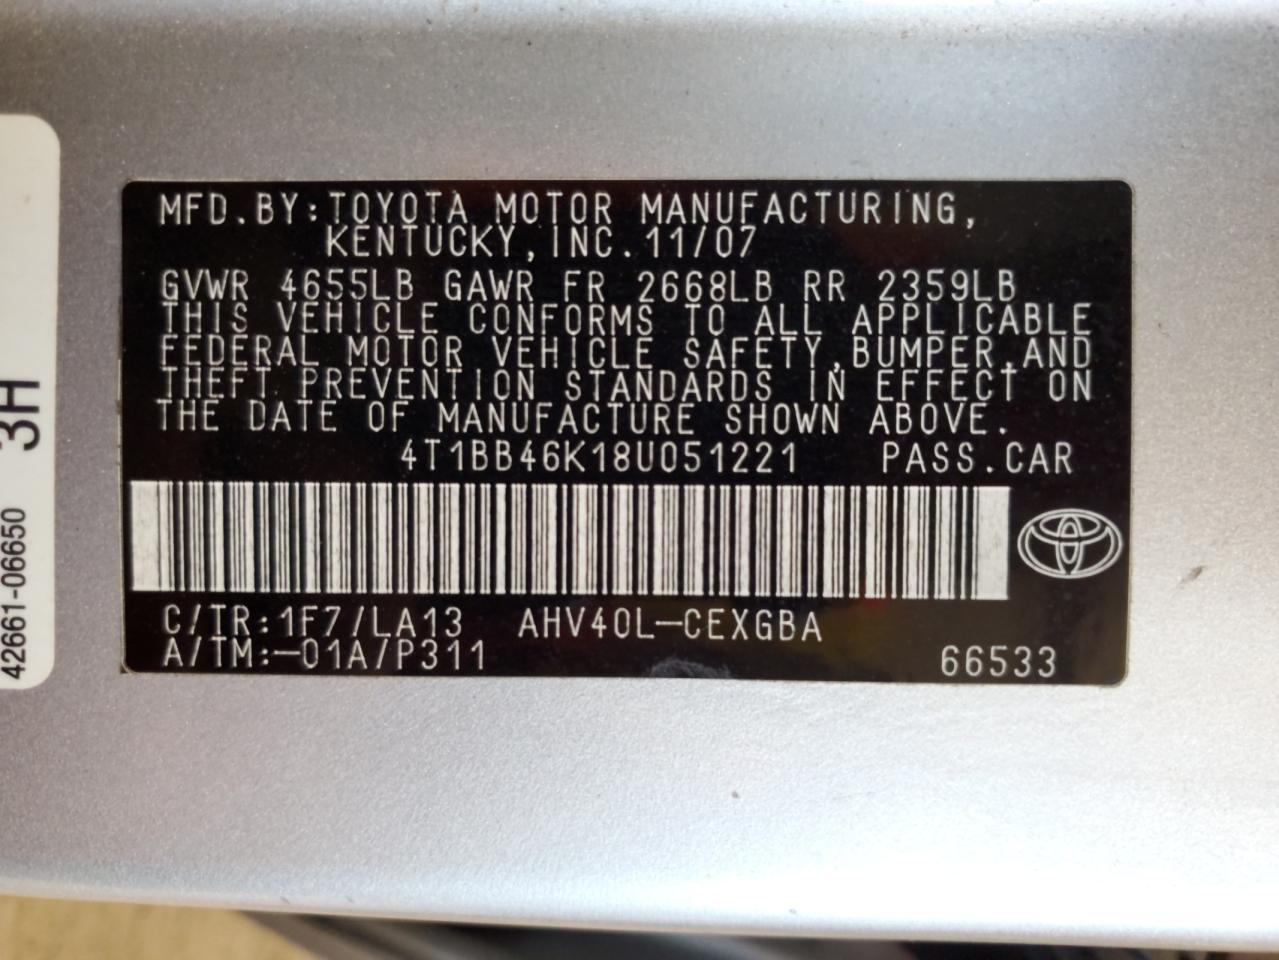 MFD.BY:TOYOTA MOTOR MANUFACTURING,
KENTUCKY,INC.11/07
GVWR 4655LB GAWR FR 2668LB RR 2359LB
THIS VEHICLE CONFORMS TO ALL APPLICABLE
FEDERAL MOTOR VEHICLE SAFETY,BUMPER,AND
THEFT PREVENTION STANDARDS IN EFFECT ON
THE DATE OF MANUFACTURE SHOWN ABOVE.
4T1BB46K18U051221 PASS.CAR
C/TR:1F7/LA13 AHV40L-CEXGBA
A/TM:-01A/P311
66533
42661-06650 3H